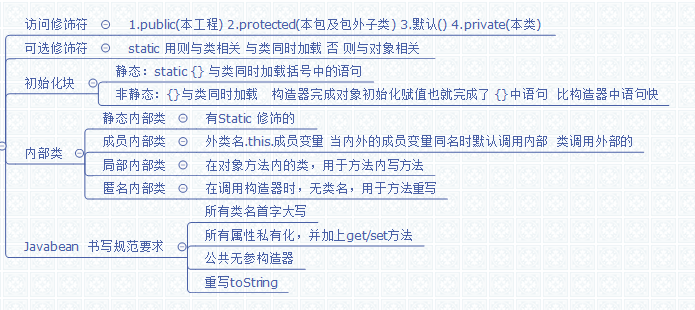 访问修饰符 1.public(本工程) 2.protected(本包及包外子类) 3.默认() 4.private(本类)
可选修饰符 static 用则与类相关 与类同时加载 否 则与对象相关
初始化块
静态：static {} 与类同时加载括号中的语句
非静态：{}与类同时加载 构造器完成对象初始化赋值也就完成了 {}中语句 比构造器中语句快
内部类
静态内部类 有Static 修饰的
成员内部类 外类名.this.成员变量 当内外的成员变量同名时默认调用内部 类调用外部的
局部内部类 在对象方法内的类，用于方法内写方法
匿名内部类 在调用构造器时，无类名，用于方法重写
Javabean 书写规范要求
所有类名首字大写
所有属性私有化，并加上get/set方法
公共无参构造器
重写toString